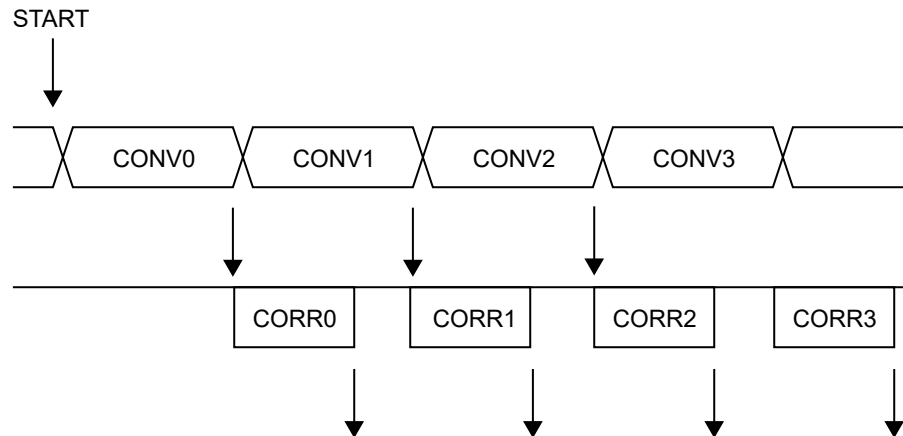 START
CONV0 CONV1 CONV2 CONV3
CORR0 CORR1 CORR2 CORR3